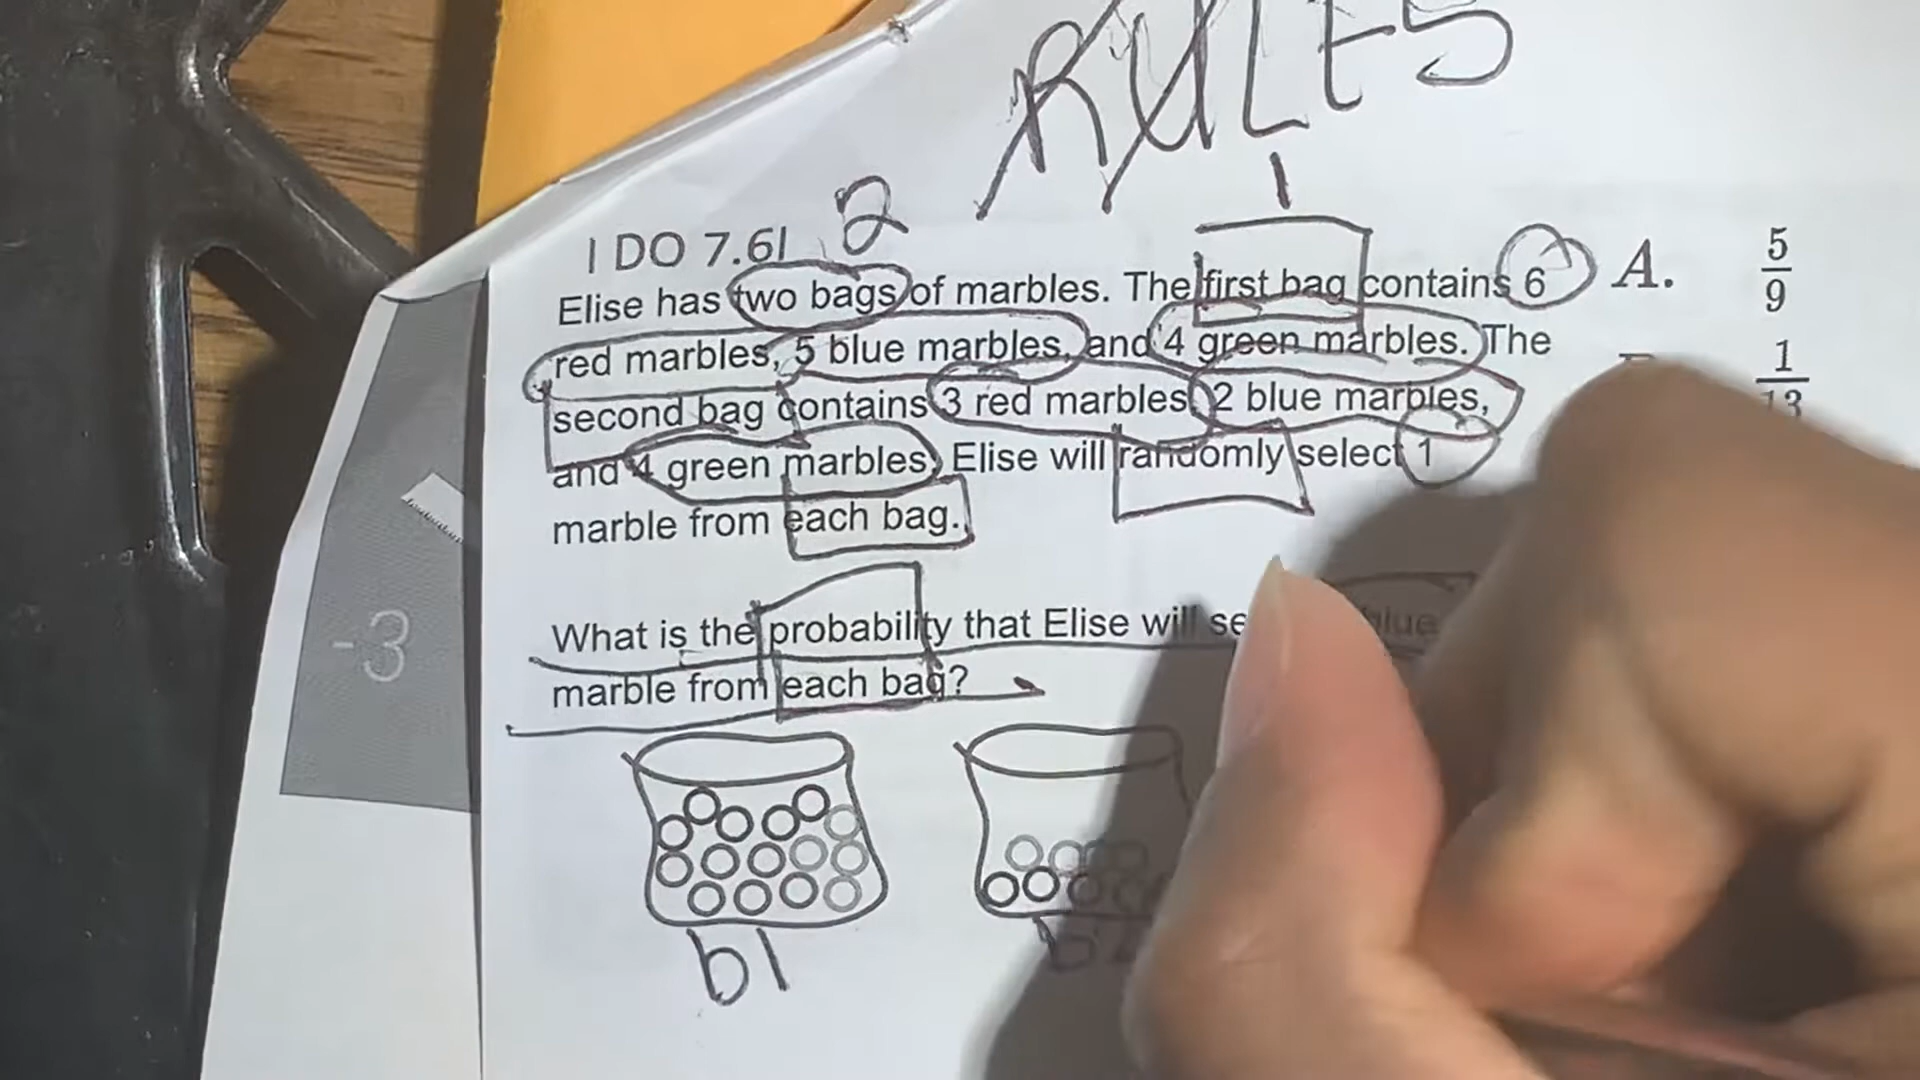 RULES
1
I DO 7.6I 2
Elise has two bags of marbles. The first bag contains 6
red marbles, 5 blue marbles, and 4 green marbles. The
second bag contains 3 red marbles 2 blue marbles,
and 4 green marbles. Elise will randomly select 1
marble from each bag.
What is the probability that Elise will se blue
marble from each bag?
b1
b2
A. 5/9
1/13
-3